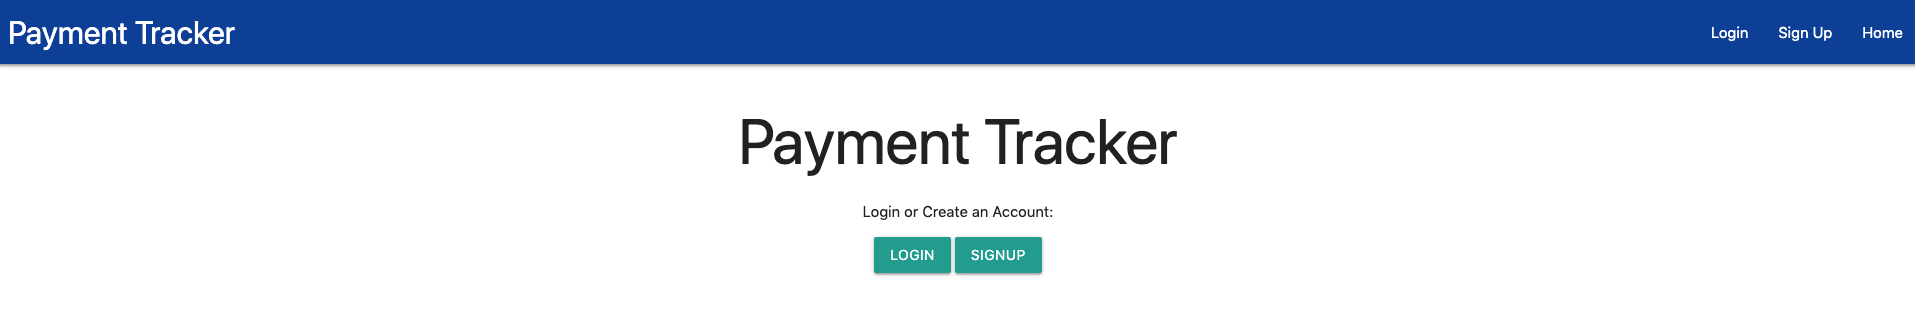 Payment Tracker
Login Sign Up Home
Payment Tracker
Login or Create an Account:
LOGIN SIGNUP